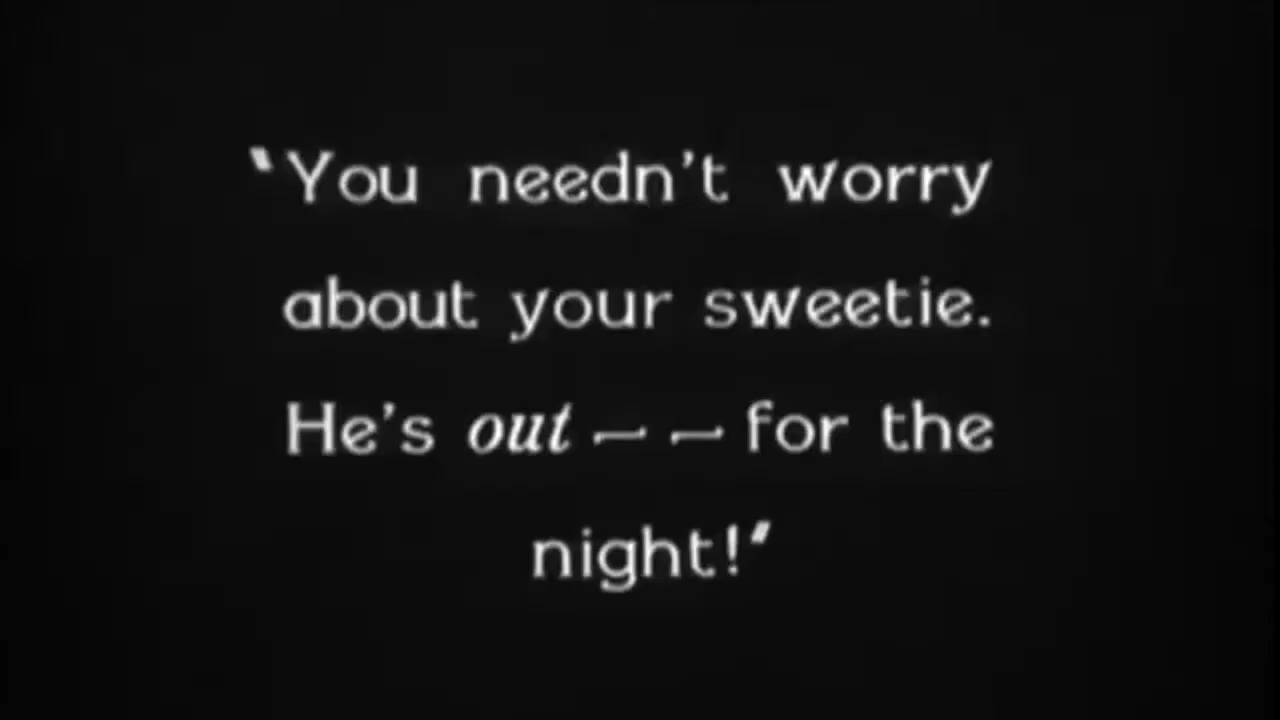 "You needn't worry
about your sweetie.
He's out — — for the
night!"